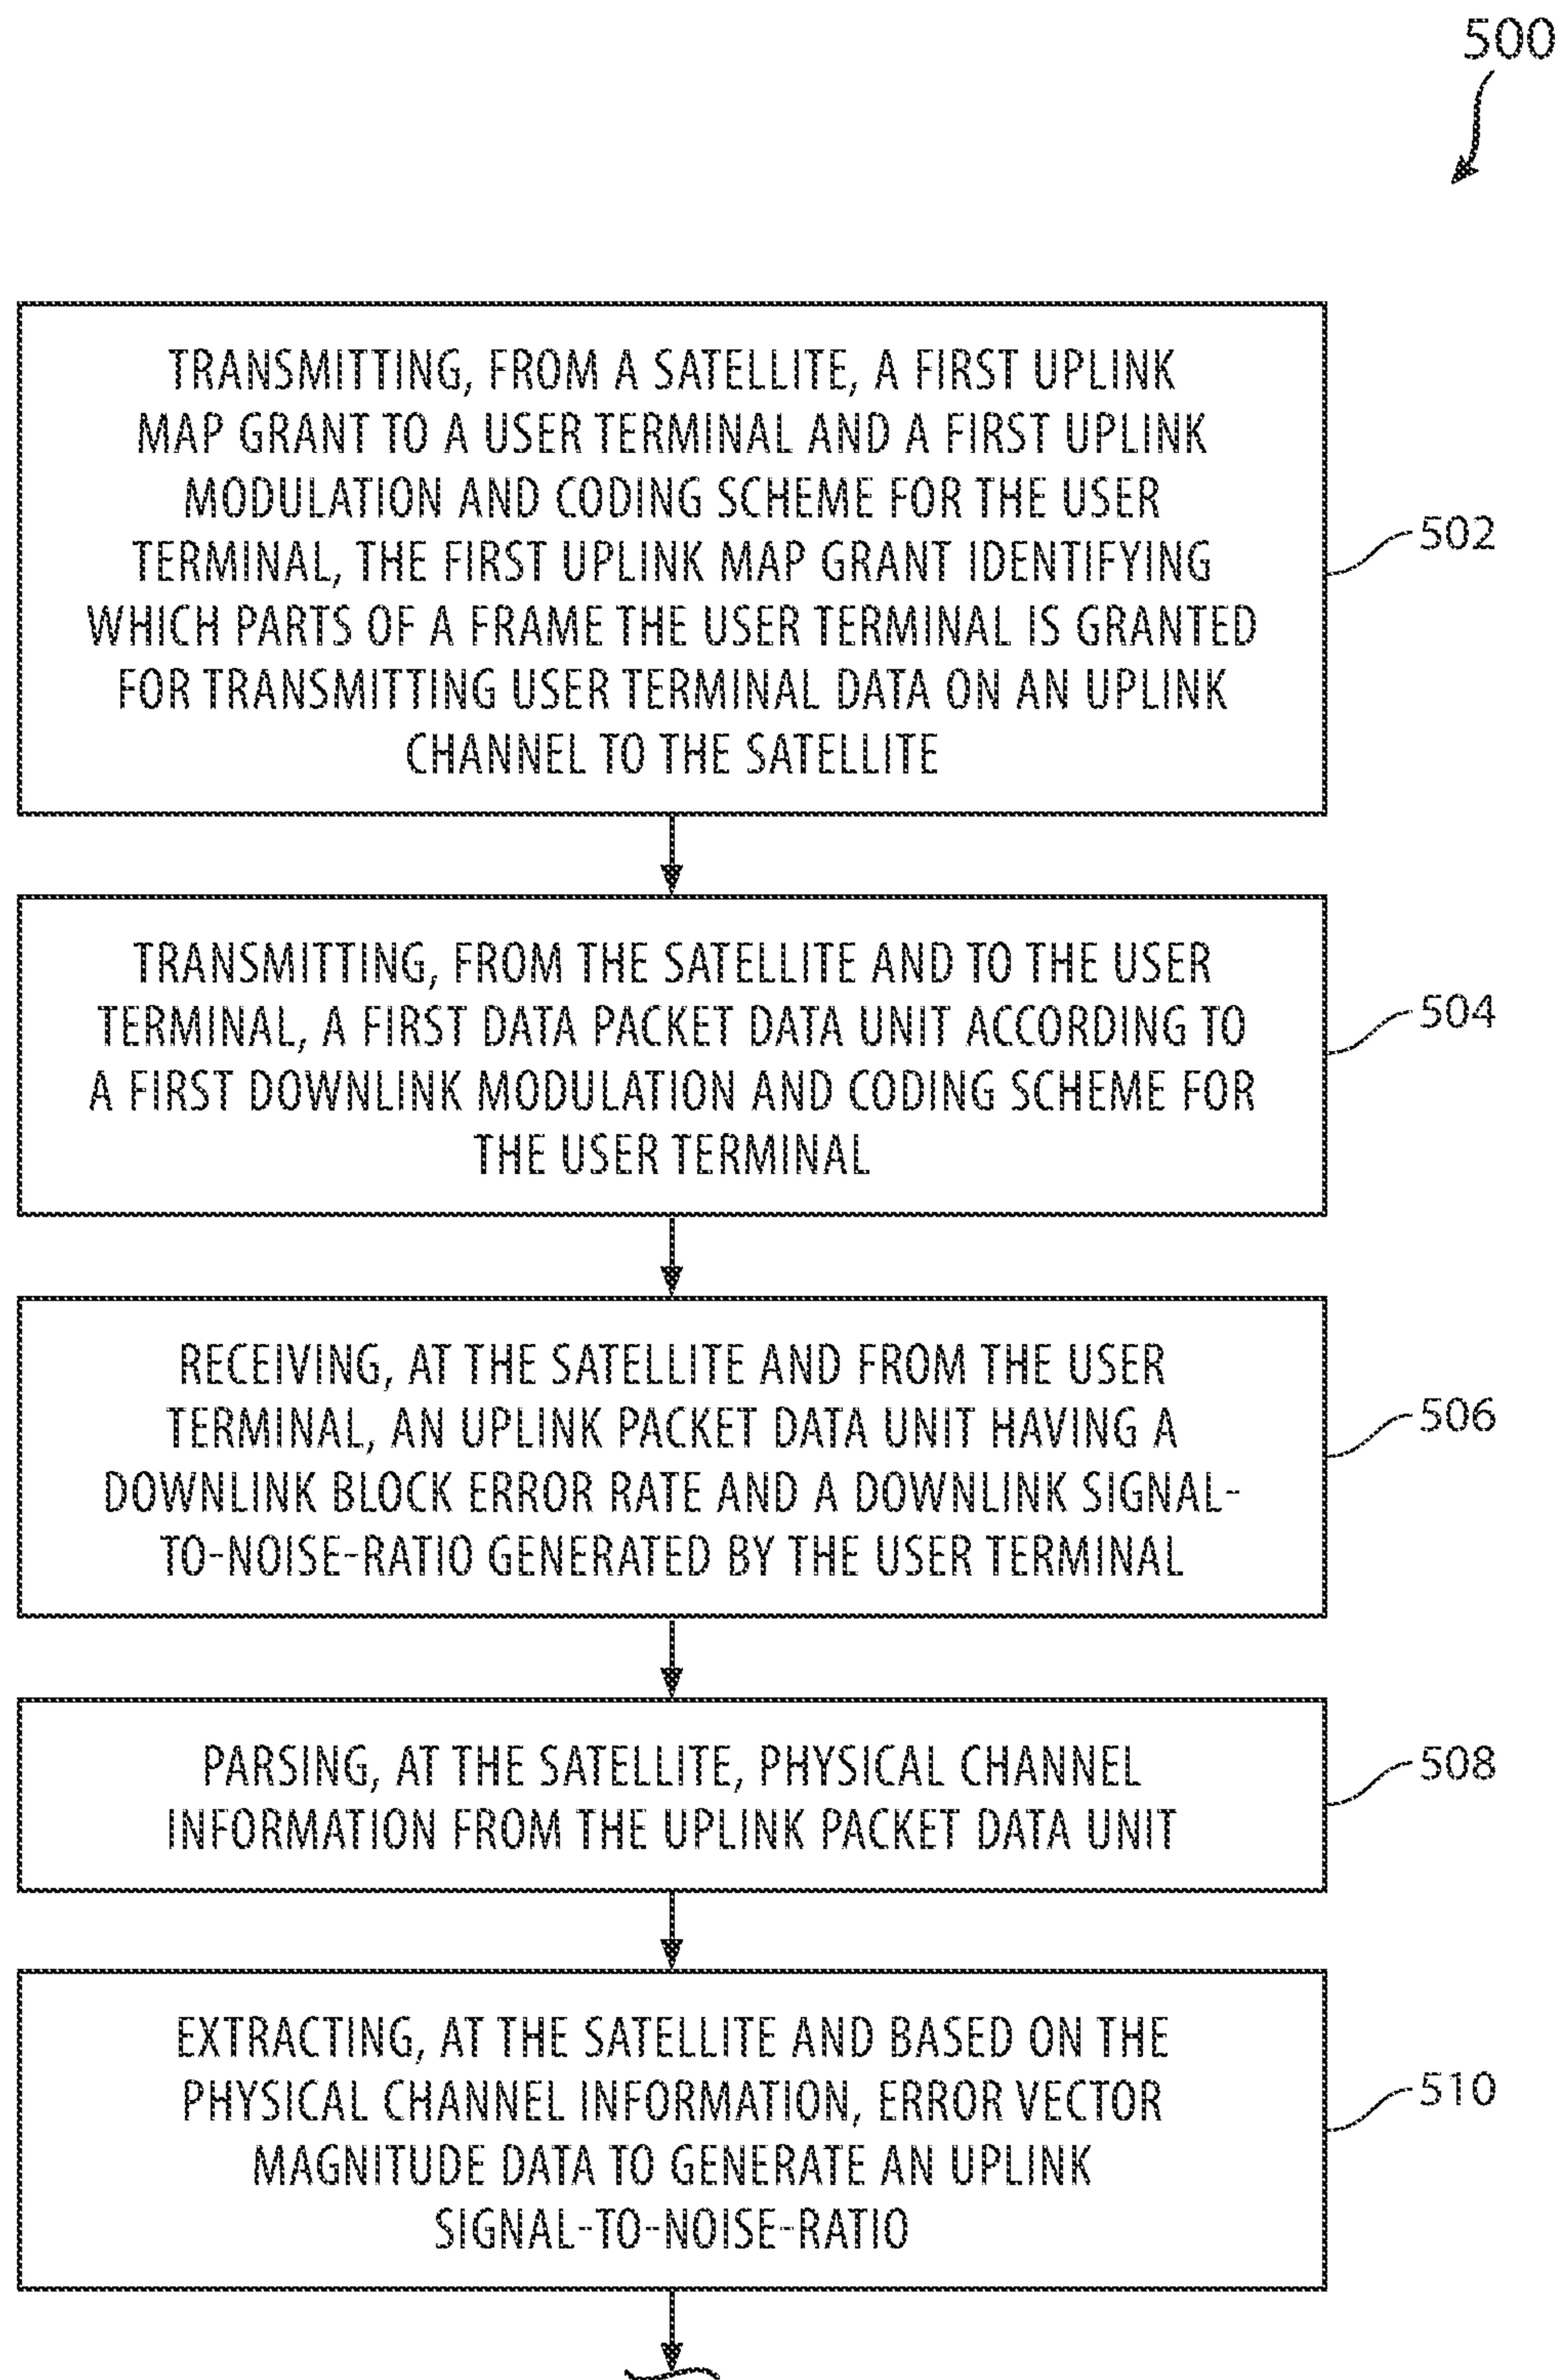 500
TRANSMITTING, FROM A SATELLITE, A FIRST UPLINK
MAP GRANT TO A USER TERMINAL AND A FIRST UPLINK
MODULATION AND CODING SCHEME FOR THE USER
TERMINAL, THE FIRST UPLINK MAP GRANT IDENTIFYING
WHICH PARTS OF A FRAME THE USER TERMINAL IS GRANTED
FOR TRANSMITTING USER TERMINAL DATA ON AN UPLINK
CHANNEL TO THE SATELLITE
502
TRANSMITTING, FROM THE SATELLITE AND TO THE USER
TERMINAL, A FIRST DATA PACKET DATA UNIT ACCORDING TO
A FIRST DOWNLINK MODULATION AND CODING SCHEME FOR
THE USER TERMINAL
504
RECEIVING, AT THE SATELLITE AND FROM THE USER
TERMINAL, AN UPLINK PACKET DATA UNIT HAVING A
DOWNLINK BLOCK ERROR RATE AND A DOWNLINK SIGNAL-
TO-NOISE-RATIO GENERATED BY THE USER TERMINAL
506
PARSING, AT THE SATELLITE, PHYSICAL CHANNEL
INFORMATION FROM THE UPLINK PACKET DATA UNIT
508
EXTRACTING, AT THE SATELLITE AND BASED ON THE
PHYSICAL CHANNEL INFORMATION, ERROR VECTOR
MAGNITUDE DATA TO GENERATE AN UPLINK
SIGNAL-TO-NOISE-RATIO
510